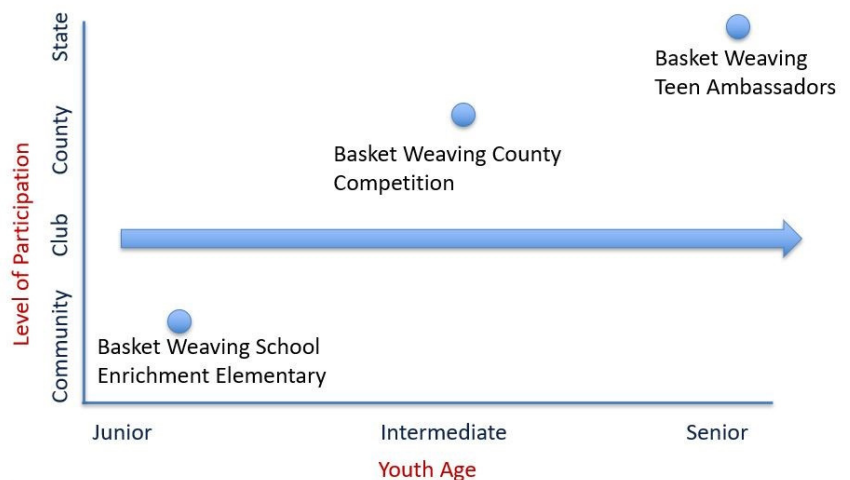 State
Basket Weaving
Teen Ambassadors
County
Basket Weaving County
Competition
Level of Participation
Club
Community
Basket Weaving School
Enrichment Elementary
Junior
Intermediate
Senior
Youth Age